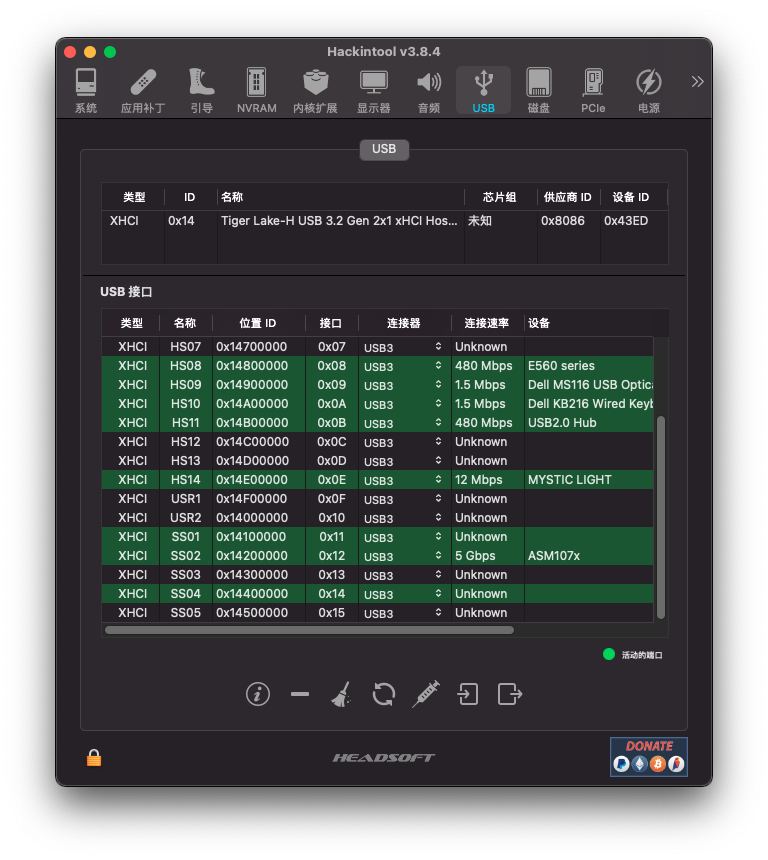 Hackintool v3.8.4
系统 应用补丁 引导 NVRAM 内核扩展 显示器 音频 USB 磁盘 PCIe 电源
USB
类型 ID 名称 芯片组 供应商 ID 设备 ID
XHCI 0x14 Tiger Lake-H USB 3.2 Gen 2x1 xHCI Hos... 未知 0x8086 0x43ED
USB 接口
类型 名称 位置 ID 接口 连接器 连接速率 设备
XHCI HS07 0x14700000 0x07 USB3 Unknown
XHCI HS08 0x14800000 0x08 USB3 480 Mbps E560 series
XHCI HS09 0x14900000 0x09 USB3 1.5 Mbps Dell MS116 USB Optic
XHCI HS10 0x14A00000 0x0A USB3 1.5 Mbps Dell KB216 Wired Key
XHCI HS11 0x14B00000 0x0B USB3 480 Mbps USB2.0 Hub
XHCI HS12 0x14C00000 0x0C USB3 Unknown
XHCI HS13 0x14D00000 0x0D USB3 Unknown
XHCI HS14 0x14E00000 0x0E USB3 12 Mbps MYSTIC LIGHT
XHCI USR1 0x14F00000 0x0F USB3 Unknown
XHCI USR2 0x14000000 0x10 USB3 Unknown
XHCI SS01 0x14100000 0x11 USB3 Unknown
XHCI SS02 0x14200000 0x12 USB3 5 Gbps ASM107x
XHCI SS03 0x14300000 0x13 USB3 Unknown
XHCI SS04 0x14400000 0x14 USB3 Unknown
XHCI SS05 0x14500000 0x15 USB3 Unknown
活动的端口
HEADSOFT
DONATE